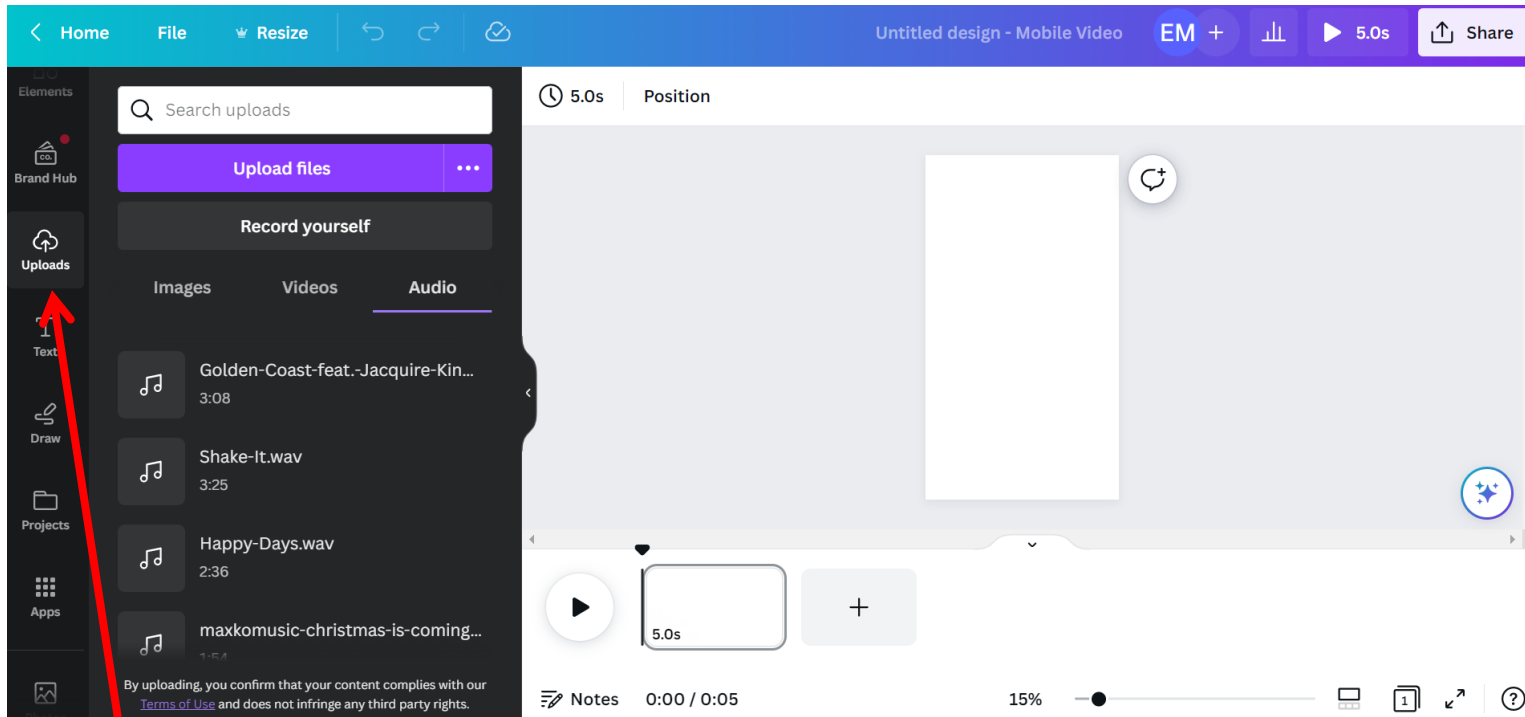 Home File Resize Untitled design - Mobile Video EM + 5.0s Share
Elements
Brand Hub
CO.
Uploads
Text
Draw
Projects
Apps
Search uploads
Upload files
Record yourself
Images Videos Audio
Golden-Coast-feat.-Jacquire-Kin...
3:08
Shake-It.wav
3:25
Happy-Days.wav
2:36
maxkomusic-christmas-is-coming...
1:54
By uploading, you confirm that your content complies with our
Terms of Use and does not infringe any third party rights.
5.0s Position
5.0s
Notes 0:00 / 0:05 15% 1 ?